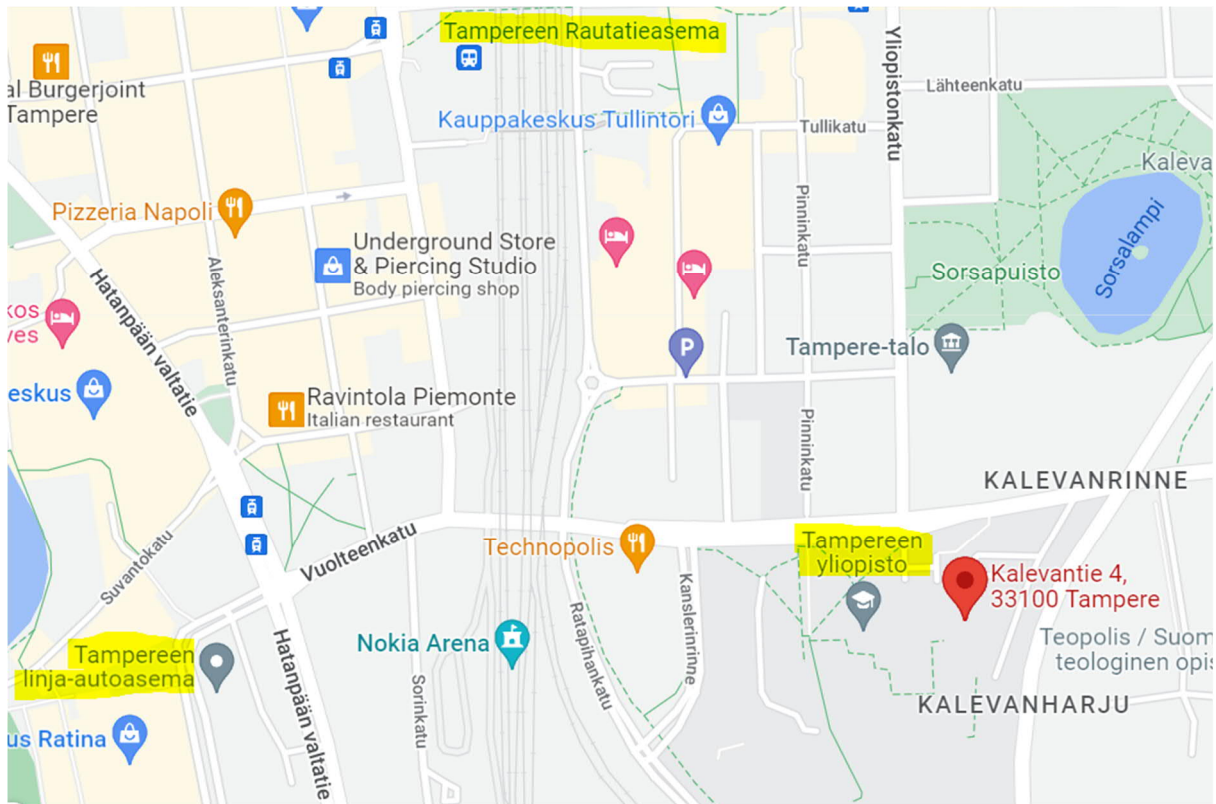 Tampereen Rautatieasema
al Burgerjoint
Tampere
Kauppakeskus Tullintori
Yliopistonkatu
Lähteenkatu
Tullikatu
Kaleva
Pizzeria Napoli
Pinninkatu
Sorsalampi
Underground Store
& Piercing Studio
Body piercing shop
Sorsapuisto
Aleksanterinkatu
Hatanpään valtatie
kos
ves
P
Tampere-talo
eskus
Ravintola Piemonte
Italian restaurant
Pinninkatu
KALEVANRINNE
Vuolteenkatu
Technopolis
Tampereen
yliopisto
Kalevantie 4,
33100 Tampere
Suvantokatu
Kanslerinrinne
Ratapihankatu
Nokia Arena
Teopolis / Suom
teologinen opis
Tampereen
linja-autoasema
Hatanpään valtatie
Sorinkatu
KALEVANHARJU
us Ratina